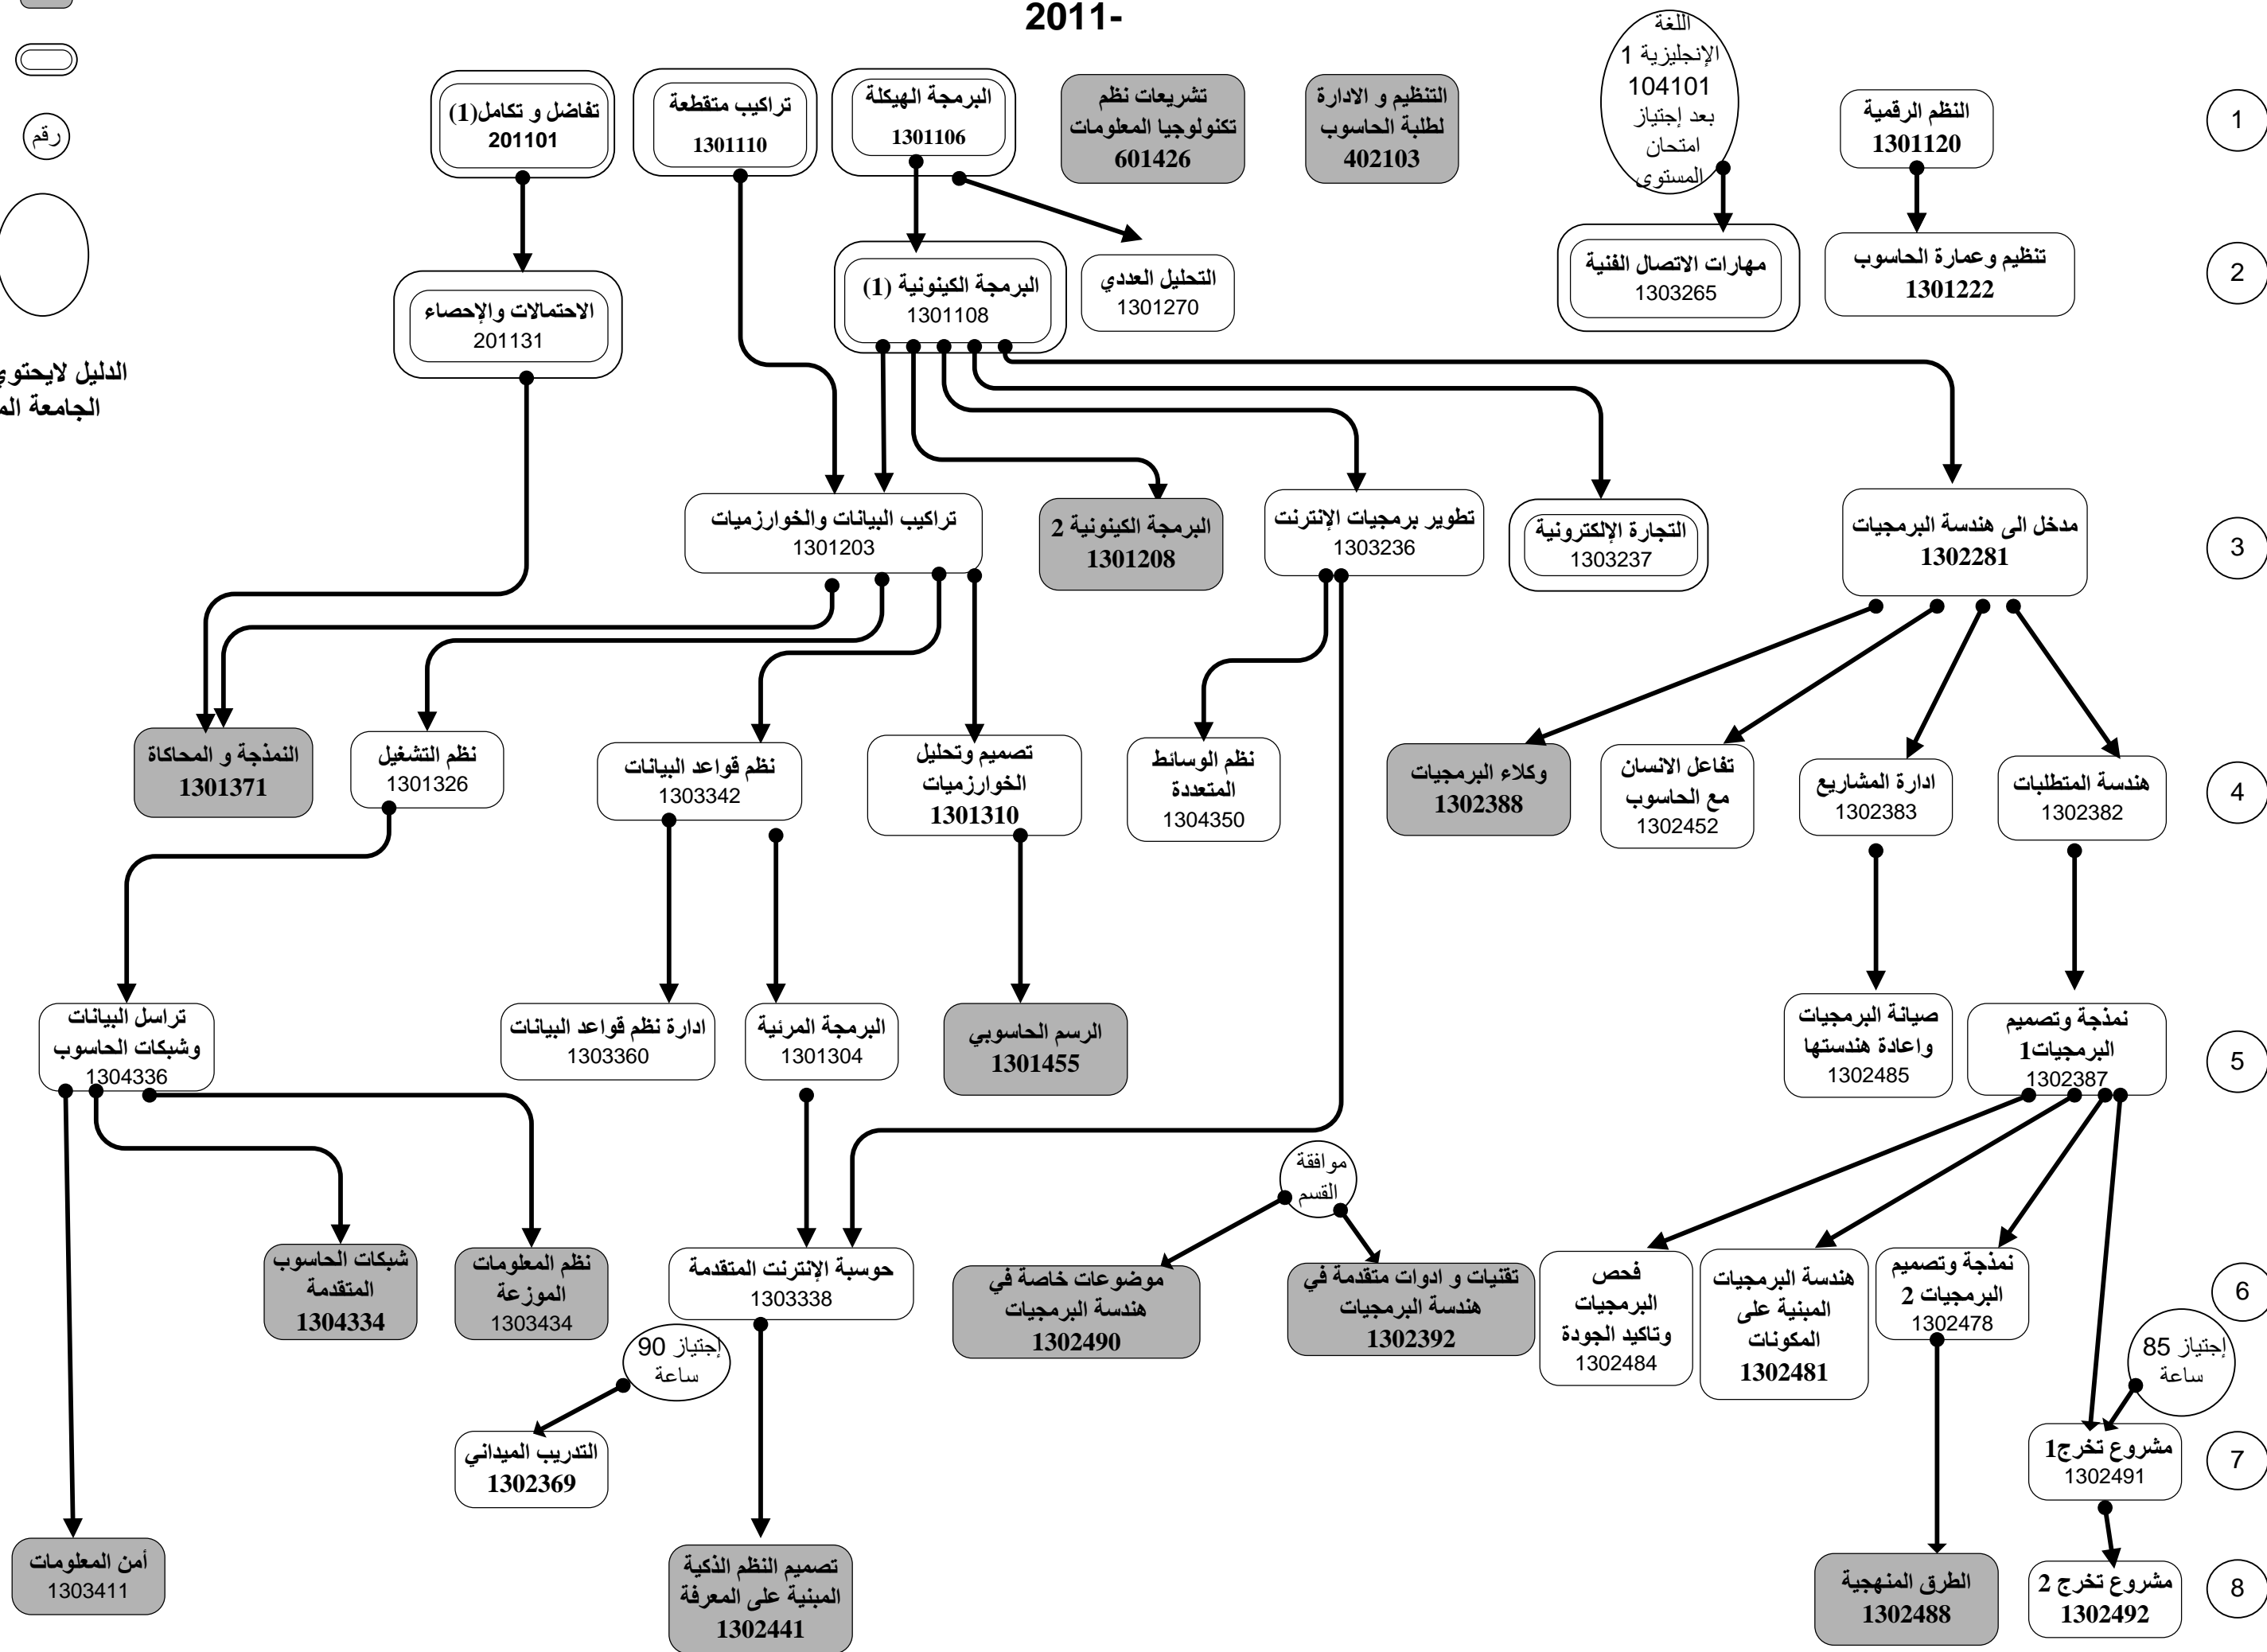 2011-
رقم
الدليل لايحتوي
الجامعة
تفاضل و تكامل(1)
201101
تراكيب متقطعة
1301110
البرمجة الهيكلة
1301106
تشريعات نظم
تكنولوجيا المعلومات
601426
التنظيم و الادارة
لطلبة الحاسوب
402103
اللغة
الإنجليزية 1
104101
بعد إجتياز
امتحان
المستوى
النظم الرقمية
1301120
1
الاحتمالات والإحصاء
201131
البرمجة الكينونية (1)
1301108
التحليل العددي
1301270
مهارات الاتصال الفنية
1303265
تنظيم وعمارة الحاسوب
1301222
2
تراكيب البيانات والخوارزميات
1301203
البرمجة الكينونية 2
1301208
تطوير برمجيات الإنترنت
1303236
التجارة الإلكترونية
1303237
مدخل الى هندسة البرمجيات
1302281
3
النمذجة و المحاكاة
1301371
نظم التشغيل
1301326
نظم قواعد البيانات
1303342
تصميم وتحليل
الخوارزميات
1301310
نظم الوسائط
المتعددة
1304350
وكلاء البرمجيات
1302388
تفاعل الانسان
مع الحاسوب
1302452
ادارة المشاريع
1302383
هندسة المتطلبات
1302382
4
تراسل البيانات
وشبكات الحاسوب
1304336
ادارة نظم قواعد البيانات
1303360
البرمجة المرئية
1301304
الرسم الحاسوبي
1301455
صيانة البرمجيات
واعادة هندستها
1302485
نمذجة وتصميم
البرمجيات1
1302387
5
موافقة
القسم
شبكات الحاسوب
المتقدمة
1304334
نظم المعلومات
الموزعة
1303434
حوسبة الإنترنت المتقدمة
1303338
موضوعات خاصة في
هندسة البرمجيات
1302490
تقنيات و ادوات متقدمة في
هندسة البرمجيات
1302392
فحص
البرمجيات
وتاكيد الجودة
1302484
هندسة البرمجيات
المبنية على
المكونات
1302481
نمذجة وتصميم
البرمجيات 2
1302478
6
إجتياز 90
ساعة
إجتياز 85
ساعة
التدريب الميداني
1302369
مشروع تخرج1
1302491
7
أمن المعلومات
1303411
تصميم النظم الذكية
المبنية على المعرفة
1302441
الطرق المنهجية
1302488
مشروع تخرج 2
1302492
8